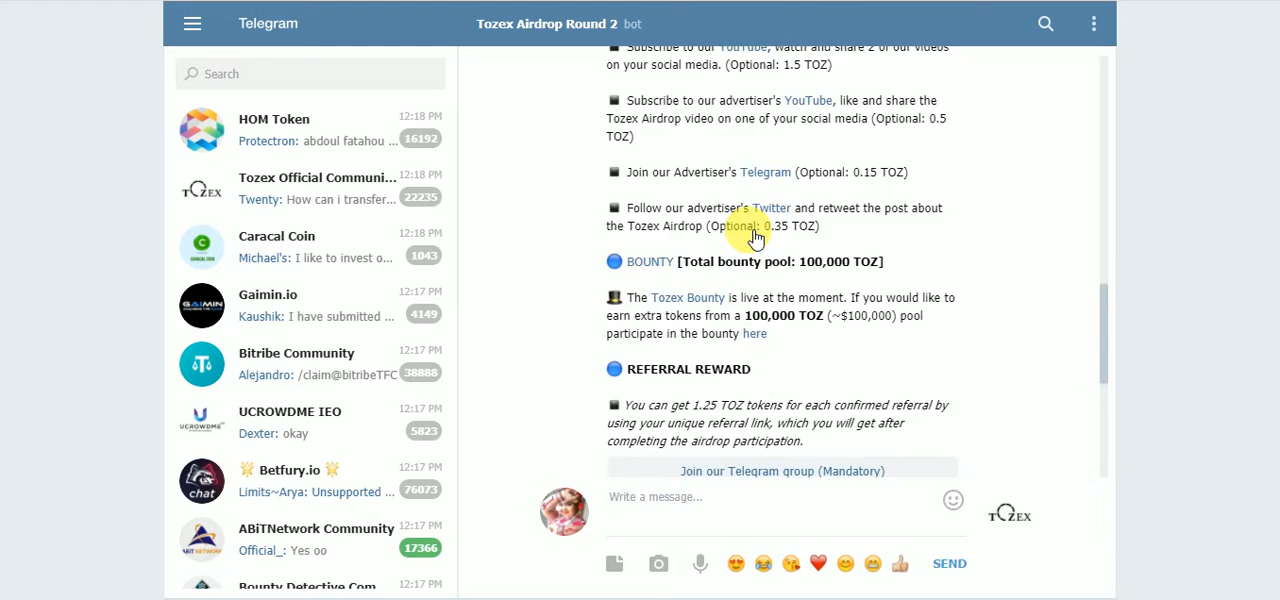 Telegram
Tozex Airdrop Round 2 bot
Search
HOM Token 12:18 PM
Protectron: abdoul fatahou ... 16192
Tozex Official Communi... 12:18 PM
Twenty: How can i transfer... 22235
Caracal Coin 12:18 PM
Michael's: I like to invest o... 1043
Gaimin.io 12:17 PM
Kaushik: I have submitted ... 4149
Bitribe Community 12:17 PM
Alejandro: /claim@bitribeTFC 38888
UCROWDME IEO 12:17 PM
Dexter: okay 5823
🌟 Betfury.io 🌟 12:17 PM
Limits~Arya: Unsupported ... 76073
ABiTNetwork Community 12:17 PM
Official_: Yes oo 17366
Bounty Detective Com... 12:17 PM
TOZEX
CARACAL COIN
GAIMIN
UCROWDME
chat
ABIT NETWORK
◾ Subscribe to our YouTube, watch and share 2 of our videos
on your social media. (Optional: 1.5 TOZ)
◾ Subscribe to our advertiser's YouTube, like and share the
Tozex Airdrop video on one of your social media (Optional: 0.5
TOZ)
◾ Join our Advertiser's Telegram (Optional: 0.15 TOZ)
◾ Follow our advertiser's Twitter and retweet the post about
the Tozex Airdrop (Optional: 0.35 TOZ)
🔵 BOUNTY [Total bounty pool: 100,000 TOZ]
🎩 The Tozex Bounty is live at the moment. If you would like to
earn extra tokens from a 100,000 TOZ (~$100,000) pool
participate in the bounty here
🔵 REFERRAL REWARD
◾ You can get 1.25 TOZ tokens for each confirmed referral by
using your unique referral link, which you will get after
completing the airdrop participation.
Join our Telegram group (Mandatory)
Write a message...
TOZEX
SEND